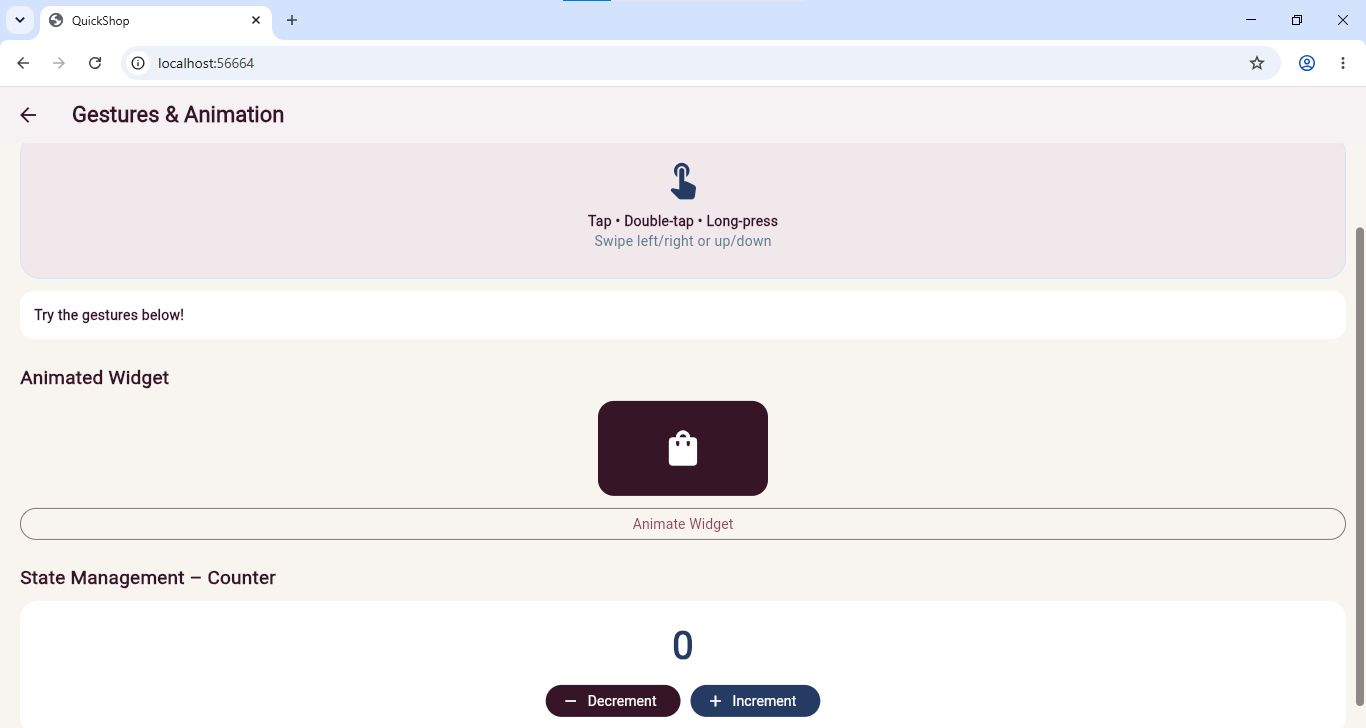 QuickShop
localhost:56664
Gestures & Animation
Tap • Double-tap • Long-press
Swipe left/right or up/down
Try the gestures below!
Animated Widget
Animate Widget
State Management – Counter
0
Decrement
Increment